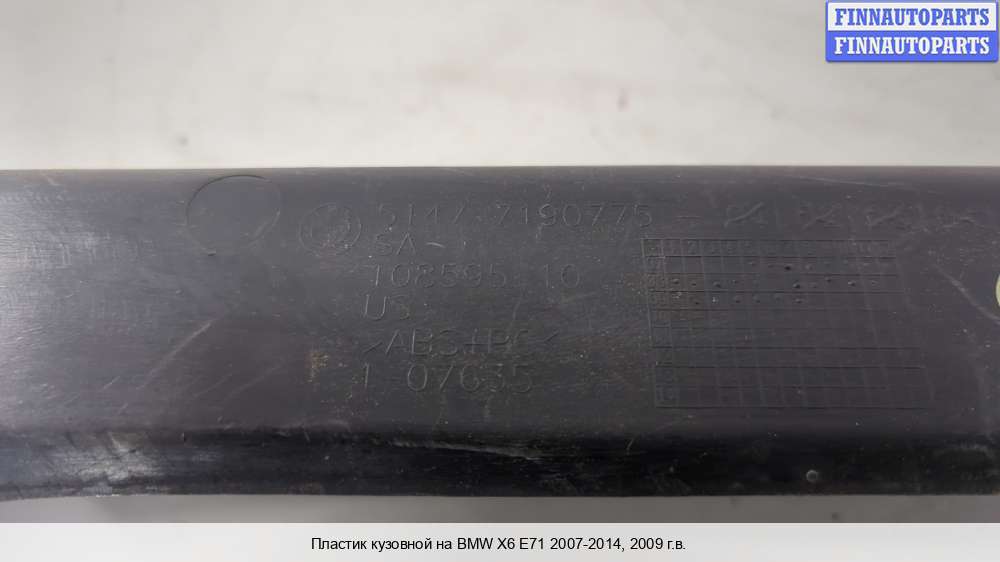 FINNAUTOPARTS
FINNAUTOPARTS
5147 7190775 -
SA-
108595 10
US
>ABS+PC<
1-07635
Пластик кузовной на BMW X6 E71 2007-2014, 2009 г.в.